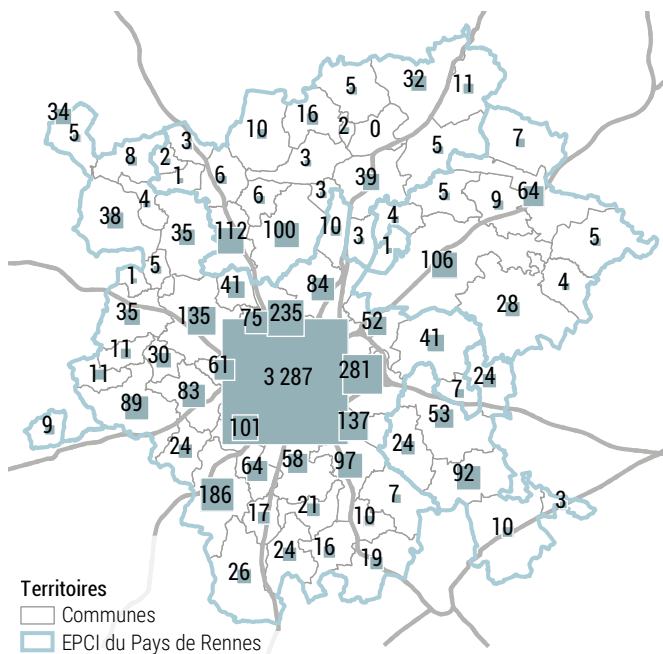 5 32 11
34 16
5 10 2 0 7
3 5
8 2 3
1 6 3 39
4 6 3 5 9 64
38 35 112 100 10 3 4 5
1 106
5 4
1 41 84 28
35 135 75 235 52
11 30 41
11 61 3 287 281 24
89 83 7
9 101 137 53
24 64 58 97 24 92
186 7
17 21 10 3
10
26 24 16 19
Territoires
Communes
EPCI du Pays de Rennes